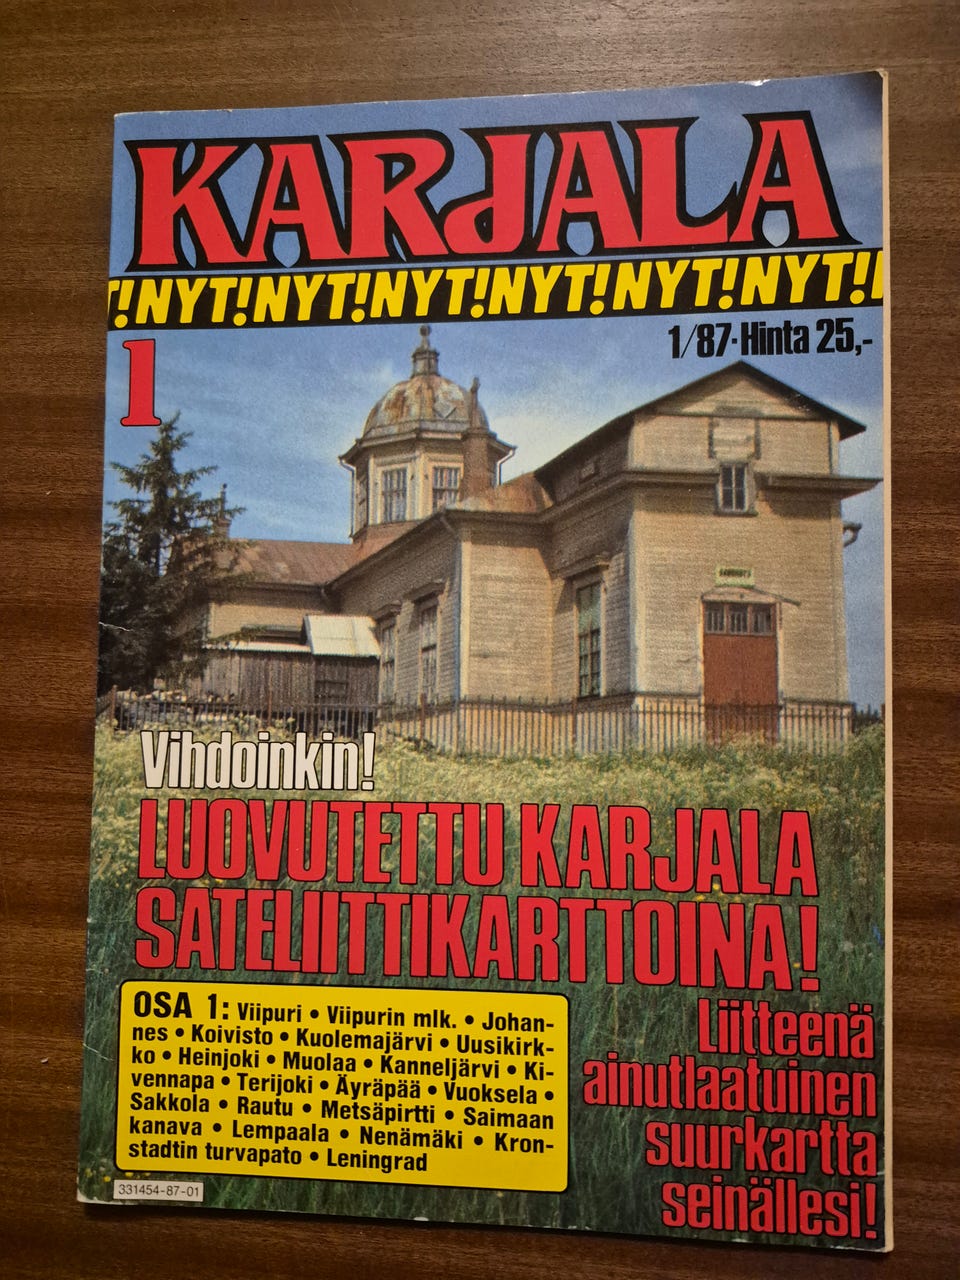 KARJALA
!NYT!NYT!NYT!NYT!NYT!NYT!
1/87·Hinta 25,-
1
Vihdoinkin!
LUOVUTETTU KARJALA
SATELIITTIKARTTOINA!
OSA 1: Viipuri • Viipurin mlk. • Johan-
nes • Koivisto • Kuolemajärvi • Uusikirk-
ko • Heinjoki • Muolaa • Kanneljärvi • Ki-
vennapa • Terijoki • Äyräpää • Vuoksela •
Sakkola • Rautu • Metsäpirtti • Saimaan
kanava • Lempaala • Nenämäki • Kron-
stadtin turvapato • Leningrad
Liitteenä
ainutlaatuinen
suurkartta
seinällesi!
331454-87-01